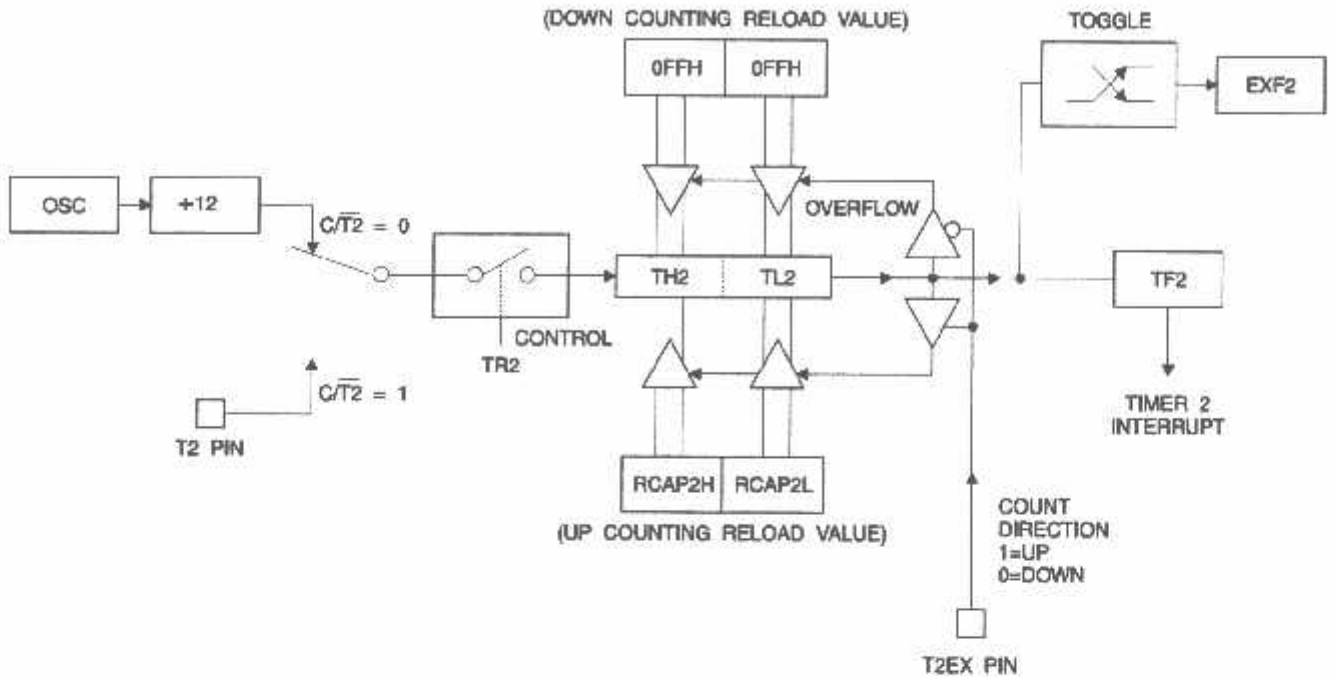 (DOWN COUNTING RELOAD VALUE)
TOGGLE
0FFH 0FFH
EXF2
OSC
÷12
C/T2 = 0
OVERFLOW
TH2 TL2
TF2
CONTROL
TR2
C/T2 = 1
T2 PIN
TIMER 2
INTERRUPT
RCAP2H RCAP2L
(UP COUNTING RELOAD VALUE)
COUNT
DIRECTION
1=UP
0=DOWN
T2EX PIN